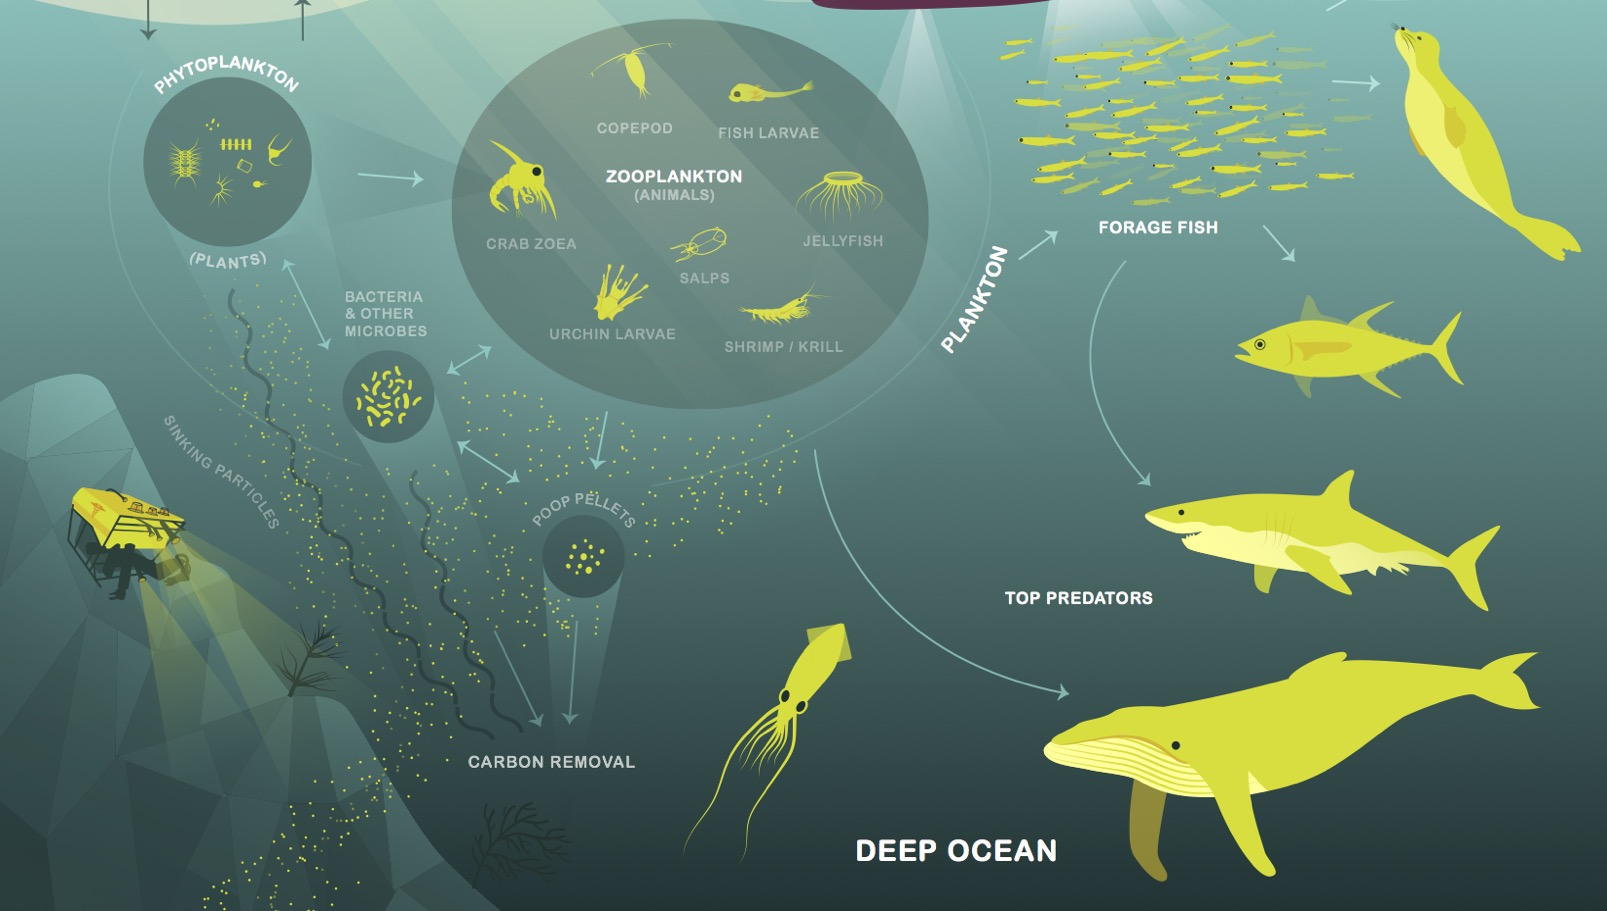 PHYTOPLANKTON
(PLANTS)
COPEPOD
FISH LARVAE
ZOOPLANKTON
(ANIMALS)
CRAB ZOEA
JELLYFISH
SALPS
URCHIN LARVAE
SHRIMP / KRILL
BACTERIA
& OTHER
MICROBES
PLANKTON
FORAGE FISH
SINKING PARTICLES
POOP PELLETS
TOP PREDATORS
CARBON REMOVAL
DEEP OCEAN